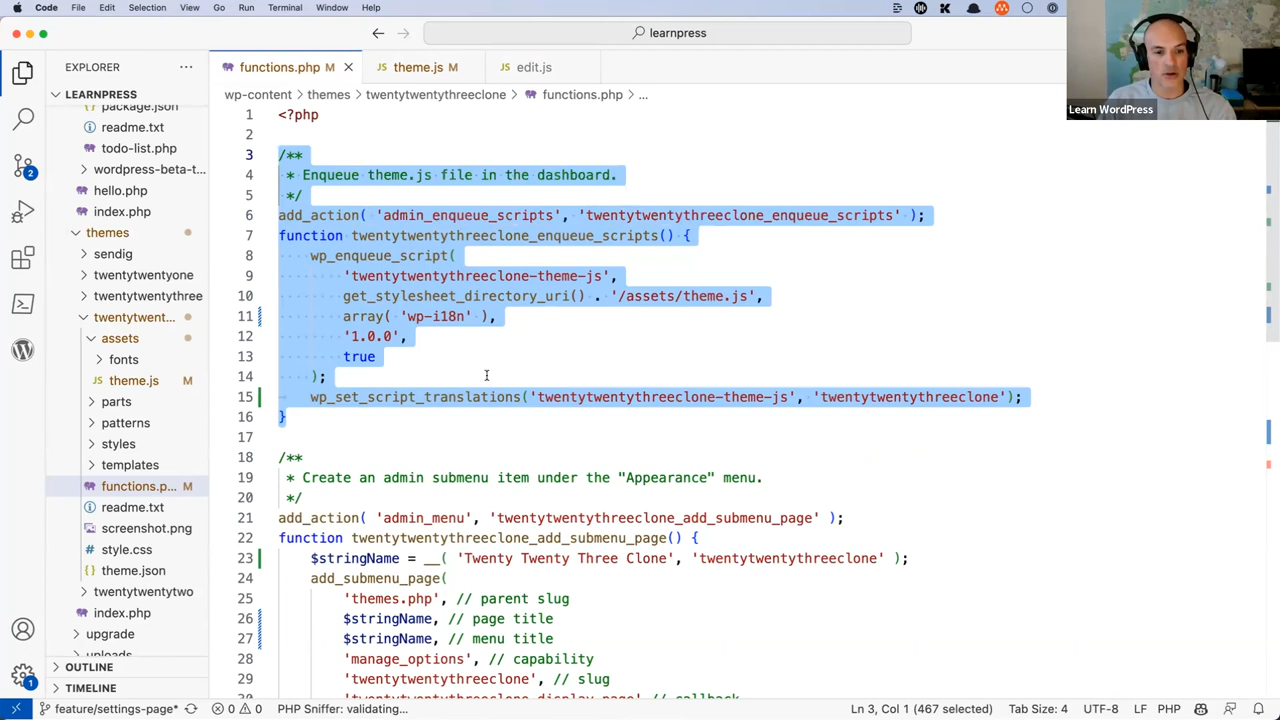 Code File Edit Selection View Go Run Terminal Window Help
learnpress
Learn WordPress
EXPLORER
functions.php M
theme.js M
edit.js
LEARNPRESS
wp-content > themes > twentytwentythreeclone > functions.php > ...
package.json
readme.txt
todo-list.php
wordpress-beta-t...
hello.php
index.php
themes
sendig
twentytwentyone
twentytwentythree
twentytwent...
assets
fonts
theme.js M
parts
patterns
styles
templates
functions.p... M
readme.txt
screenshot.png
style.css
theme.json
twentytwentytwo
index.php
upgrade
uploads
OUTLINE
TIMELINE
2
1
1 <?php
2
3 /**
4 * Enqueue theme.js file in the dashboard.
5 */
6 add_action( 'admin_enqueue_scripts', 'twentytwentythreeclone_enqueue_scripts' );
7 function twentytwentythreeclone_enqueue_scripts() {
8 wp_enqueue_script(
9 'twentytwentythreeclone-theme-js',
10 get_stylesheet_directory_uri() . '/assets/theme.js',
11 array( 'wp-i18n' ),
12 '1.0.0',
13 true
14 );
15 wp_set_script_translations('twentytwentythreeclone-theme-js', 'twentytwentythreeclone');
16 }
17
18 /**
19 * Create an admin submenu item under the "Appearance" menu.
20 */
21 add_action( 'admin_menu', 'twentytwentythreeclone_add_submenu_page' );
22 function twentytwentythreeclone_add_submenu_page() {
23 $stringName = __( 'Twenty Twenty Three Clone', 'twentytwentythreeclone' );
24 add_submenu_page(
25 'themes.php', // parent slug
26 $stringName, // page title
27 $stringName, // menu title
28 'manage_options', // capability
29 'twentytwentythreeclone', // slug
30 'twentytwentythreeclone_display_page' // callback
feature/settings-page* 0 0 PHP Sniffer: validating... Ln 3, Col 1 (467 selected) Tab Size: 4 UTF-8 LF PHP